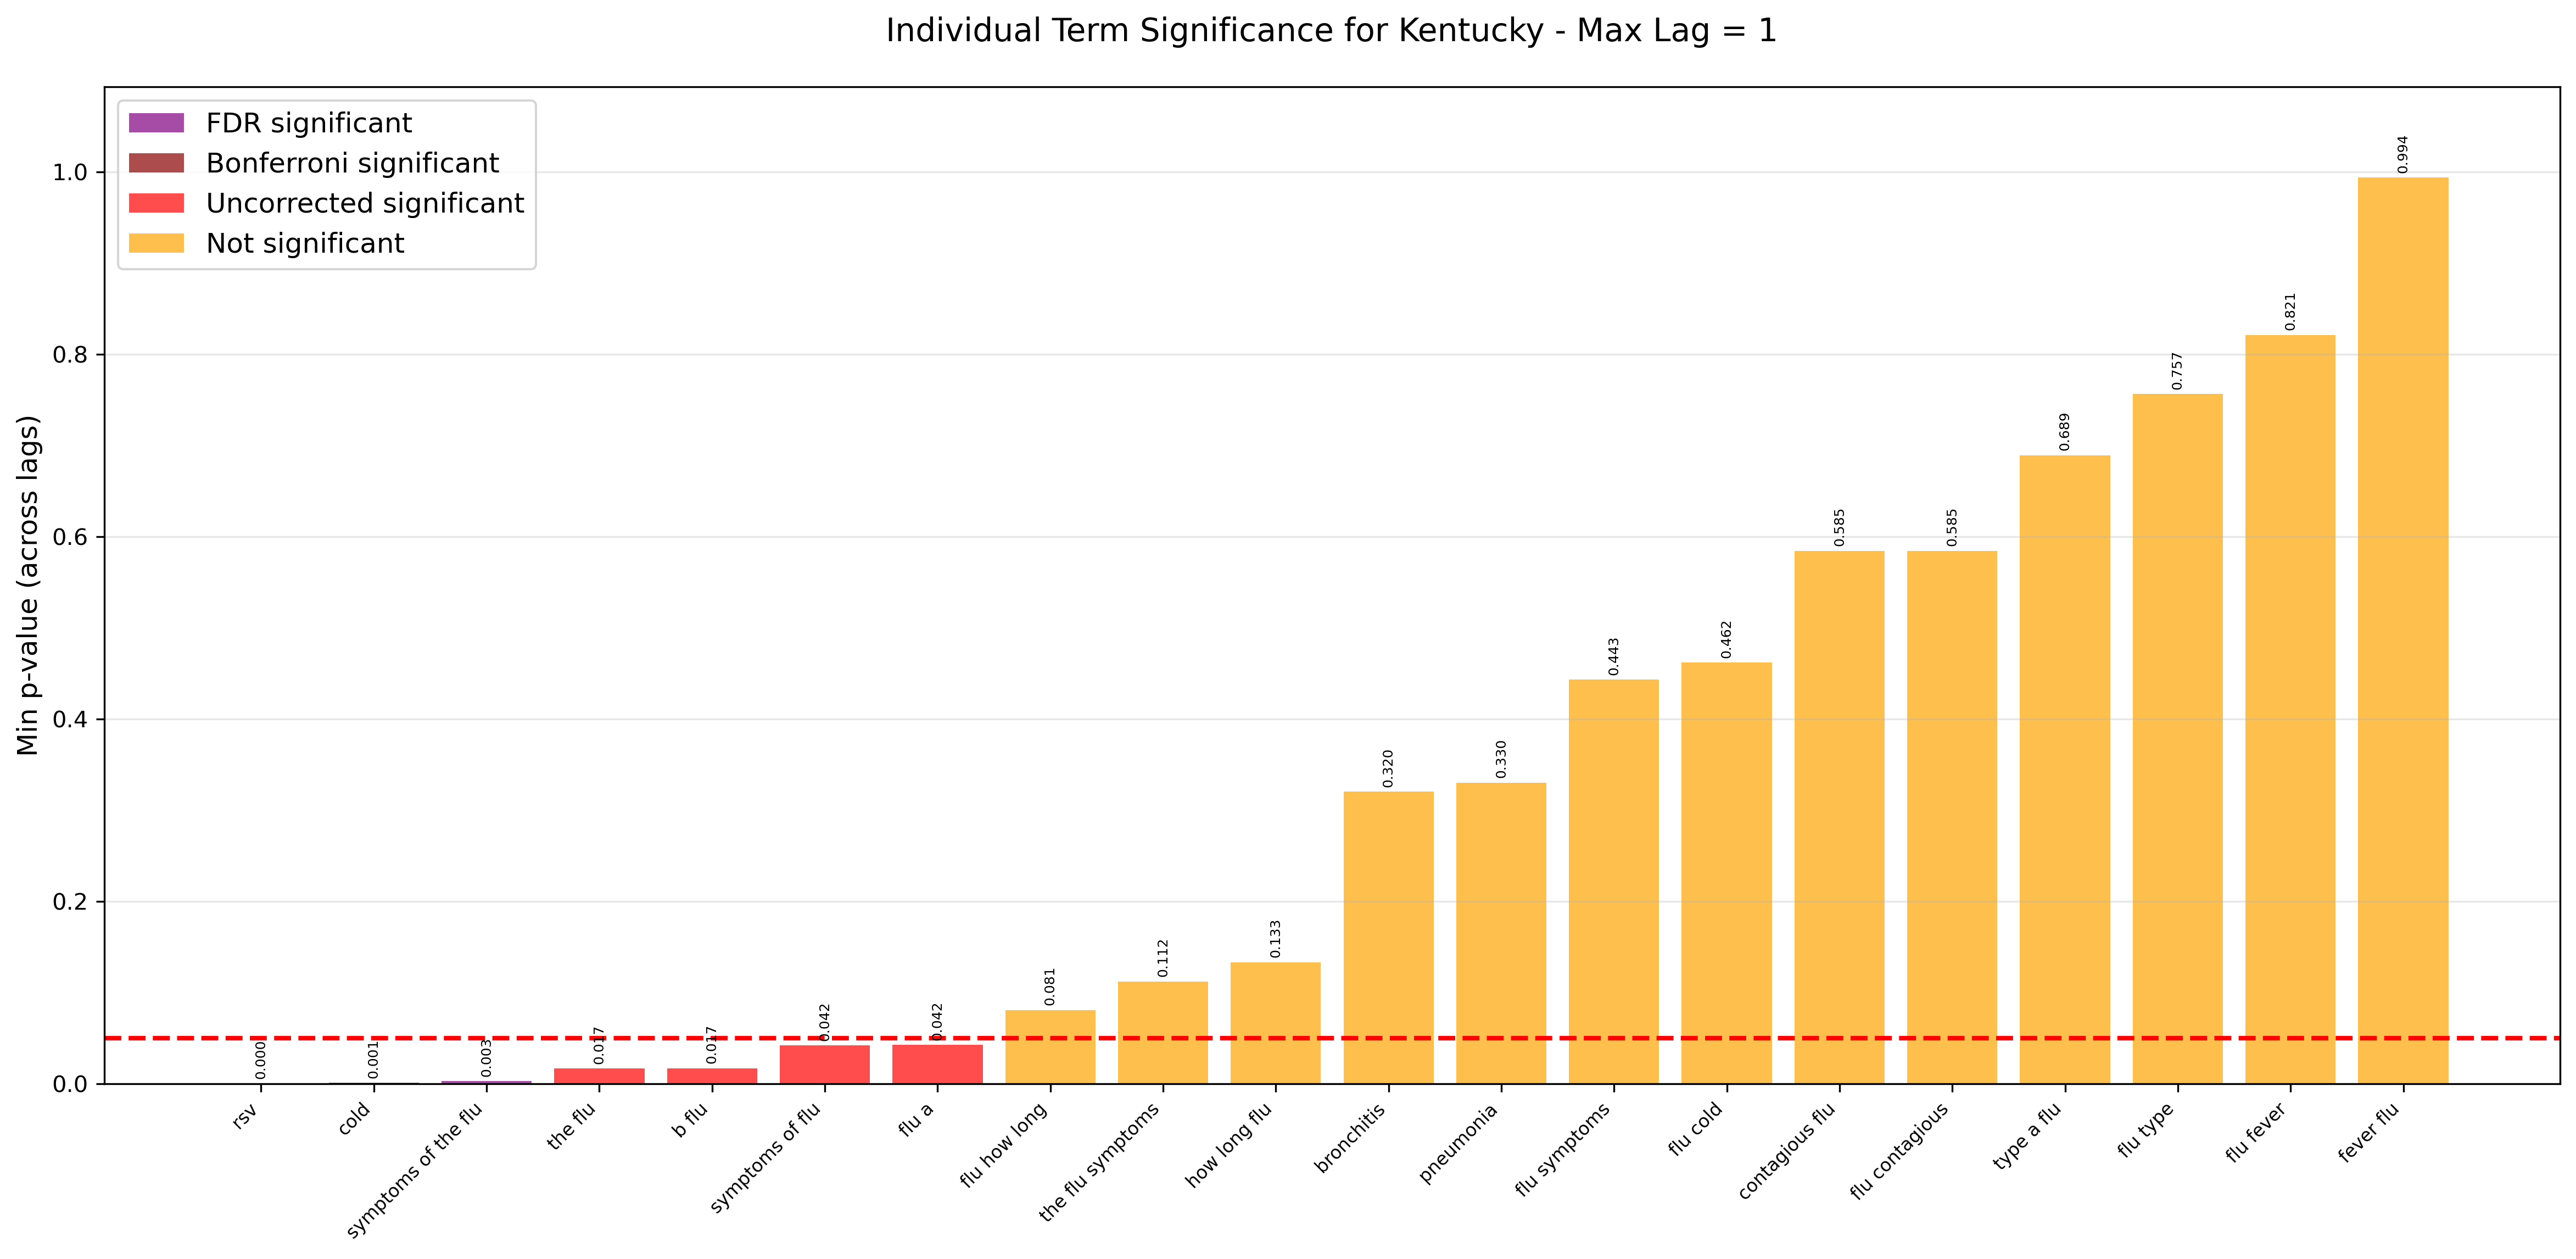 Individual Term Significance for Kentucky - Max Lag = 1
FDR significant
Bonferroni significant
Uncorrected significant
Not significant
Min p-value (across lags)
1.0
0.8
0.6
0.4
0.2
0.0
0.000
0.001
0.003
0.017
0.017
0.042
0.042
0.081
0.112
0.133
0.320
0.330
0.443
0.462
0.585
0.585
0.689
0.757
0.821
0.994
rsv
cold
symptoms of the flu
the flu
b flu
symptoms of flu
flu a
flu how long
the flu symptoms
how long flu
bronchitis
pneumonia
flu symptoms
flu cold
contagious flu
flu contagious
type a flu
flu type
flu fever
fever flu